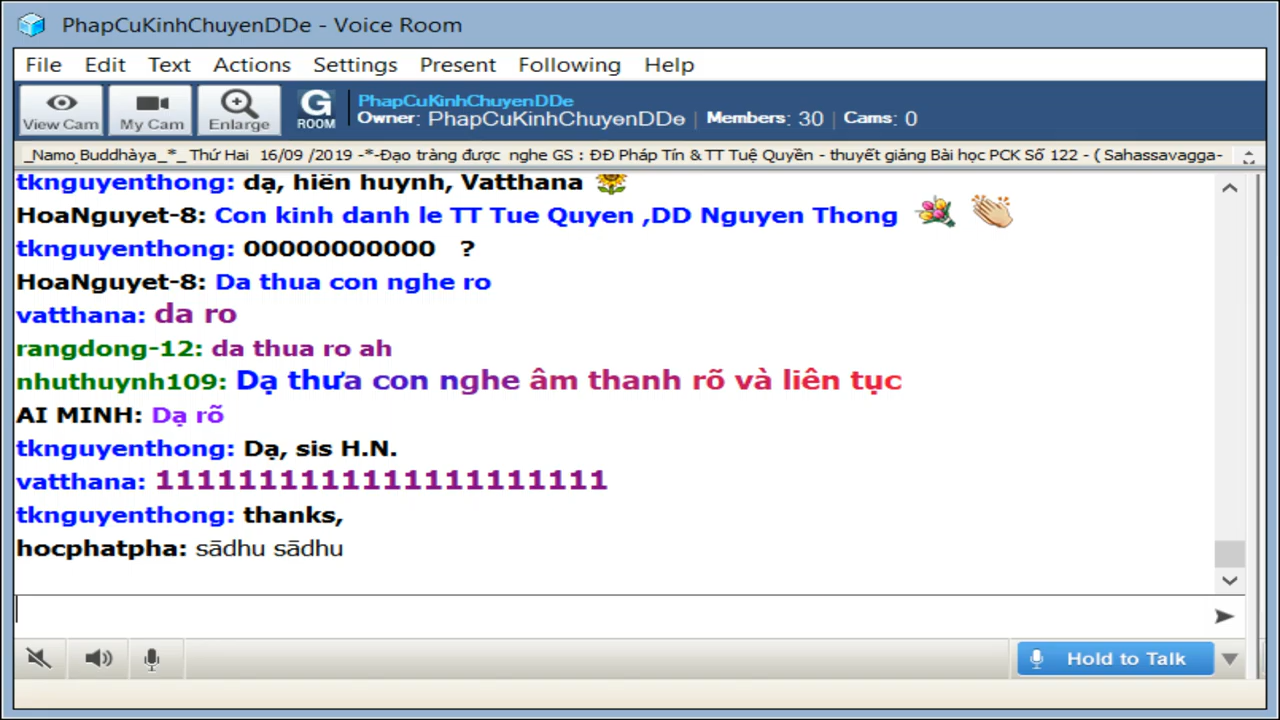 PhapCuKinhChuyenDDe - Voice Room
File Edit Text Actions Settings Present Following Help
View Cam My Cam Enlarge G ROOM
PhapCuKinhChuyenDDe
Owner: PhapCuKinhChuyenDDe | Members: 30 | Cams: 0
_Namo Buddhàya_*_ Thứ Hai 16/09 /2019 -*-Đạo tràng được nghe GS : ĐĐ Pháp Tín & TT Tuệ Quyền - thuyết giảng Bài học PCK Số 122 - ( Sahassavagga-
tknguyenthong: dạ, hiền huynh, Vatthana
HoaNguyet-8: Con kinh danh le TT Tue Quyen ,DD Nguyen Thong
tknguyenthong: 00000000000 ?
HoaNguyet-8: Da thua con nghe ro
vatthana: da ro
rangdong-12: da thua ro ah
nhuthuynh109: Dạ thưa con nghe âm thanh rõ và liên tục
AI MINH: Dạ rõ
tknguyenthong: Dạ, sis H.N.
vatthana: 1111111111111111111111
tknguyenthong: thanks,
hocphatpha: sādhu sādhu
Hold to Talk